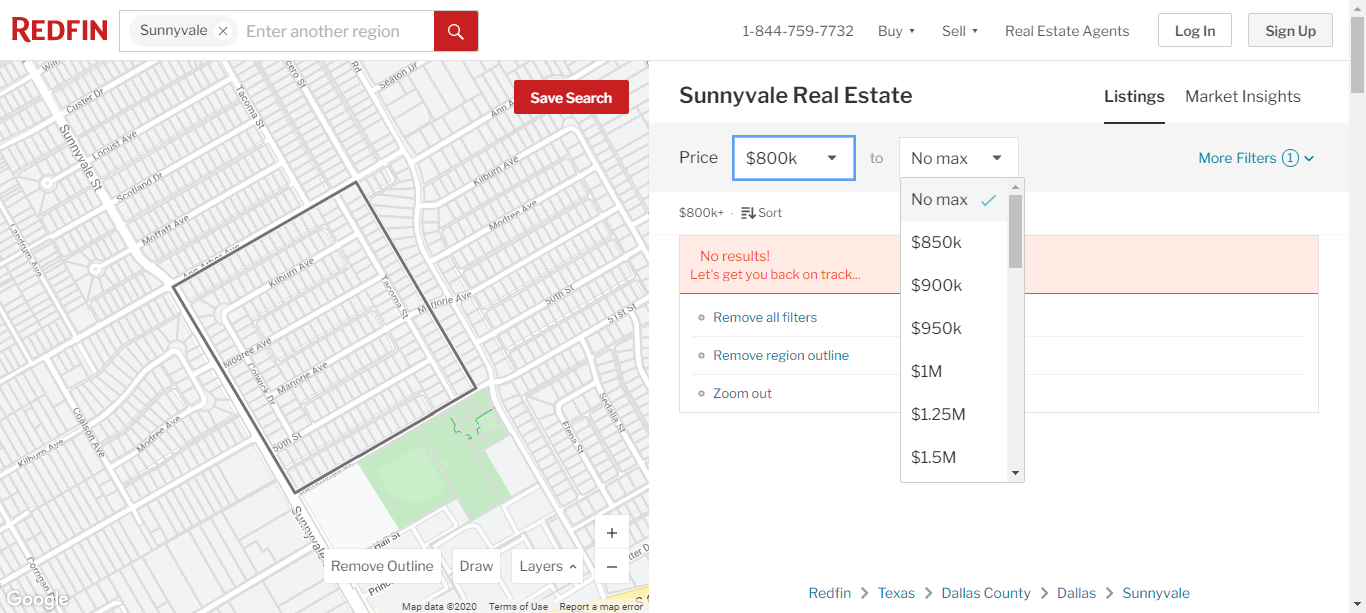 REDFIN
Sunnyvale ×
Enter another region
1-844-759-7732
Buy
Sell
Real Estate Agents
Log In
Sign Up
Custer Dr
Sunnyvale St
Locust Ave
Scotland Dr
Moffatt Ave
Landrum Ave
Tacoma St
Rd
Seaton Dr
Ann A
Save Search
Kilburn Ave
Modree Ave
Ann Arbor Ave
Kilburn Ave
Tacoma St
Marjorie Ave
50th St
51st St
Modree Ave
Colwick Dr
Marjorie Ave
50th St
Coalson Ave
Modree Ave
Kilburn Ave
Sedalia St
Elena St
Sunnyvale
Corrigan
Remove Outline
Draw
Layers
+
−
Google
Map data ©2020
Terms of Use
Report a map error
Sunnyvale Real Estate
Listings
Market Insights
Price
$800k
to
No max
More Filters 1
No max
$850k
$900k
$950k
$1M
$1.25M
$1.5M
$800k+ · Sort
No results!
Let's get you back on track...
Remove all filters
Remove region outline
Zoom out
Redfin > Texas > Dallas County > Dallas > Sunnyvale